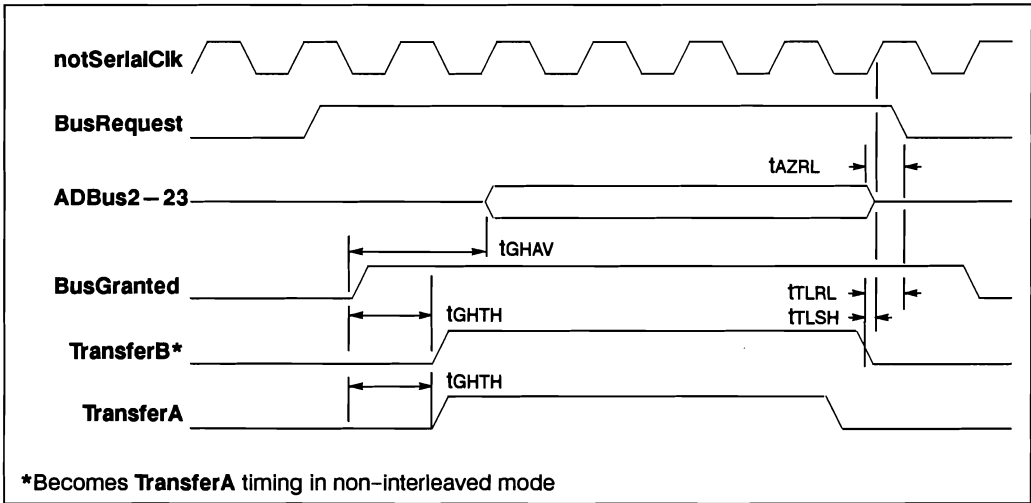 notSerialClk
BusRequest
tAZRL
ADBus2–23
tGHAV
BusGranted
tTLRL
tGHTH
tTLSH
TransferB*
tGHTH
TransferA
*Becomes TransferA timing in non-interleaved mode